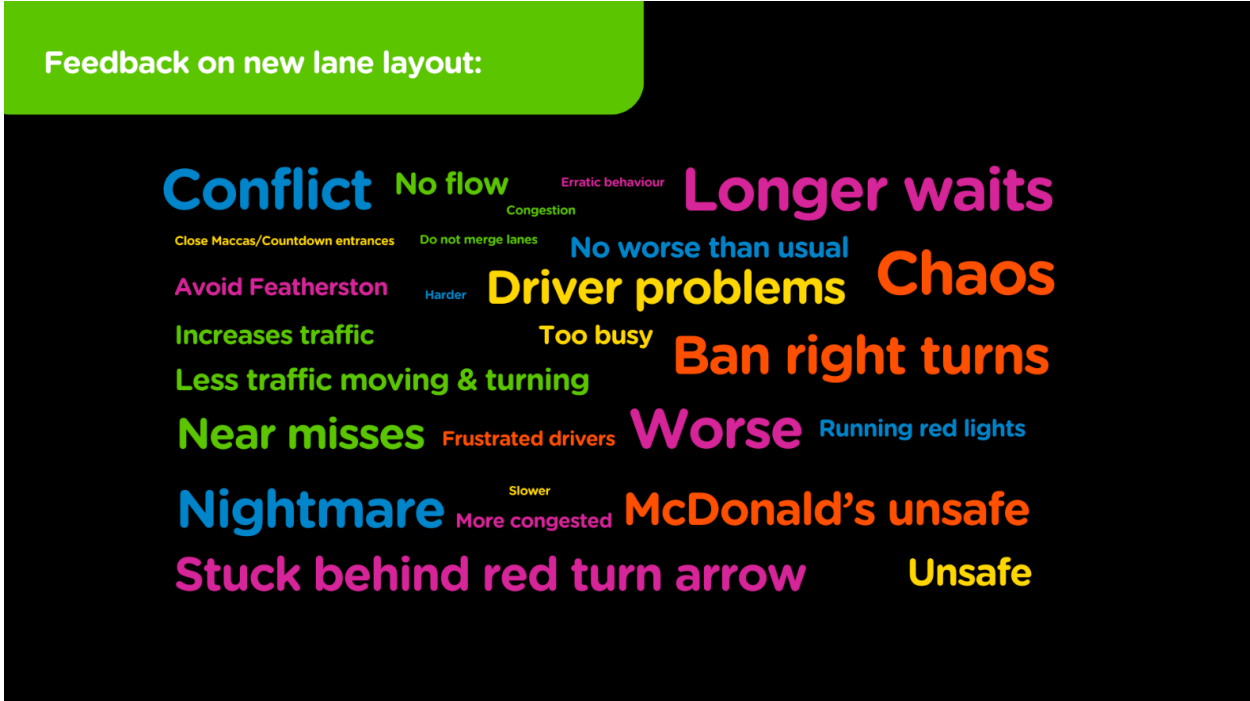 Feedback on new lane layout:
Conflict
No flow
Erratic behaviour
Longer waits
Congestion
Close Maccas/Countdown entrances
Do not merge lanes
No worse than usual
Chaos
Avoid Featherston
Harder
Driver problems
Increases traffic
Too busy
Ban right turns
Less traffic moving & turning
Near misses
Frustrated drivers
Worse
Running red lights
Nightmare
Slower
More congested
McDonald’s unsafe
Stuck behind red turn arrow
Unsafe